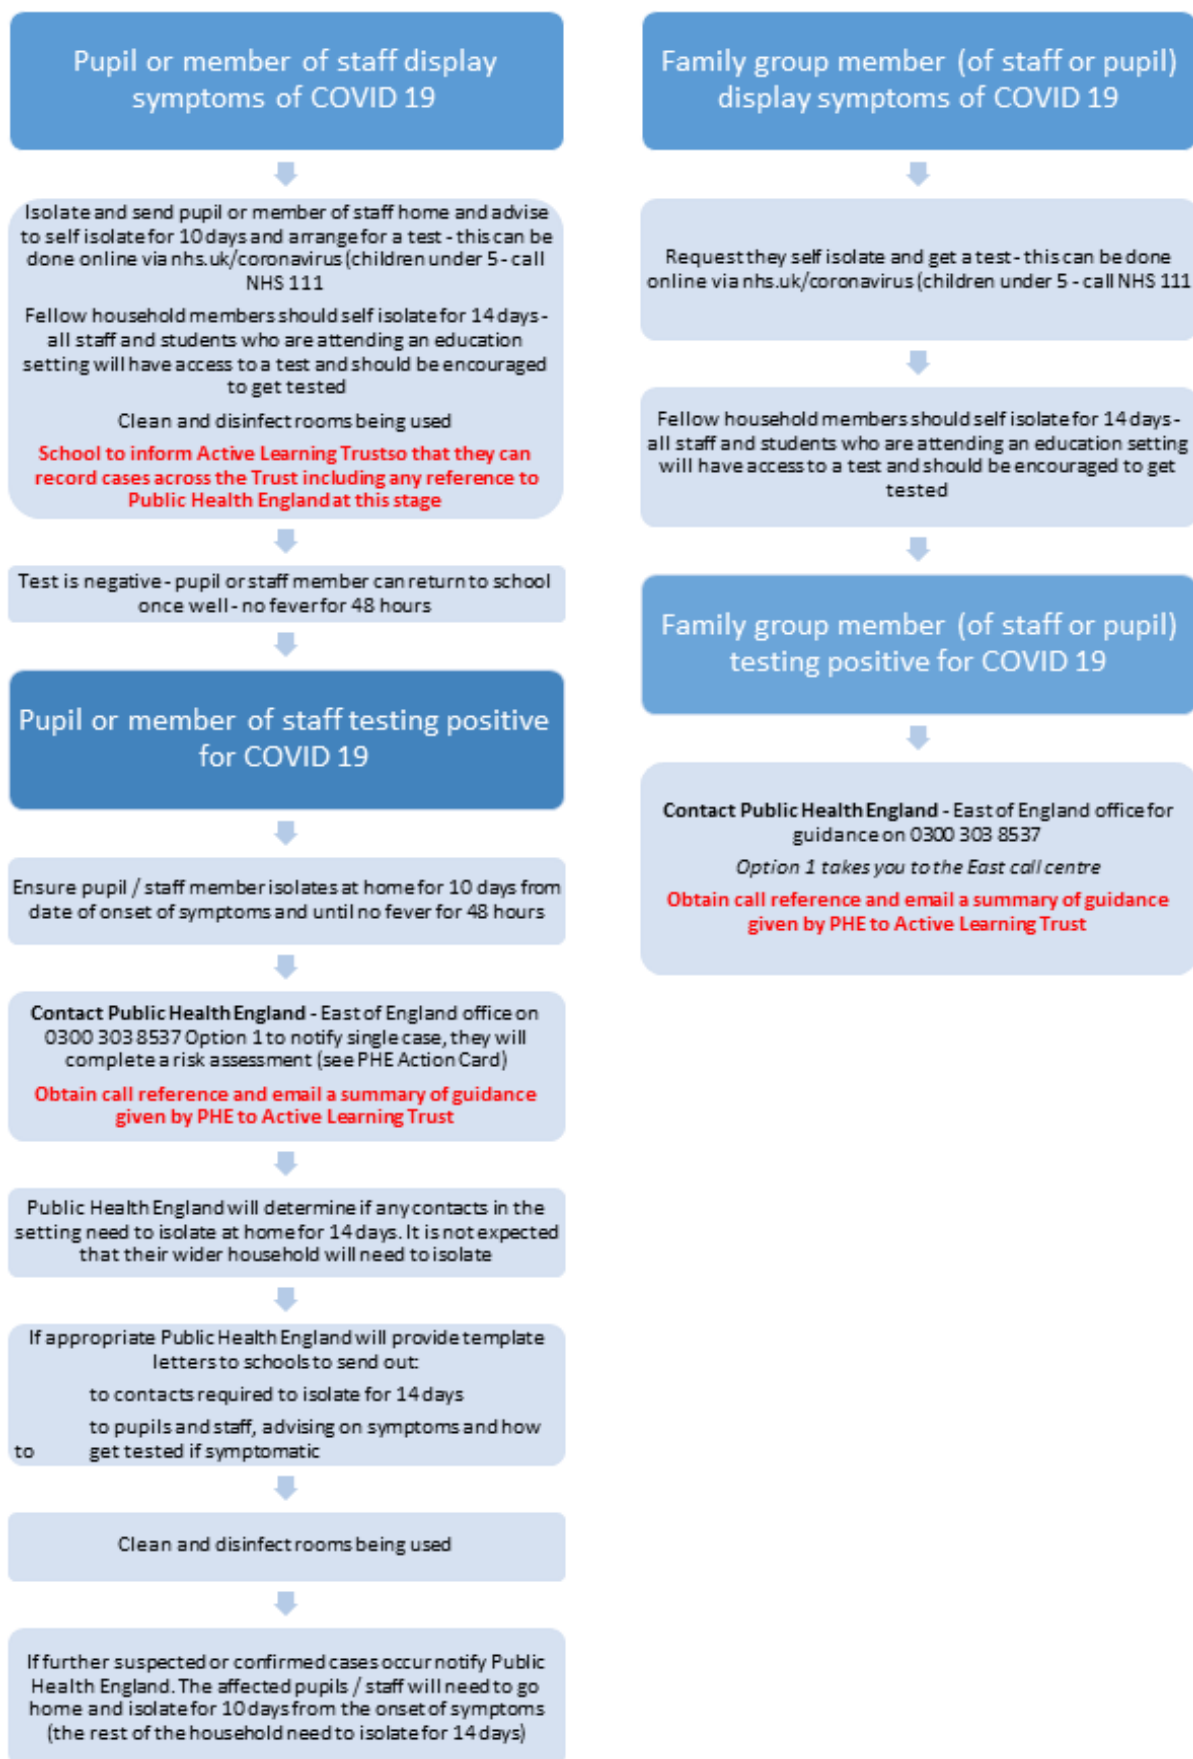 Pupil or member of staff display
symptoms of COVID 19
Isolate and send pupil or member of staff home and advise
to self isolate for 10 days and arrange for a test - this can be
done online via nhs.uk/coronavirus (children under 5 - call
NHS 111
Fellow household members should self isolate for 14 days -
all staff and students who are attending an education
setting will have access to a test and should be encouraged
to get tested
Clean and disinfect rooms being used
School to inform Active Learning Trustso that they can
record cases across the Trust including any reference to
Public Health England at this stage
Test is negative - pupil or staff member can return to school
once well - no fever for 48 hours
Pupil or member of staff testing positive
for COVID 19
Ensure pupil / staff member isolates at home for 10 days from
date of onset of symptoms and until no fever for 48 hours
Contact Public Health England - East of England office on
0300 303 8537 Option 1 to notify single case, they will
complete a risk assessment (see PHE Action Card)
Obtain call reference and email a summary of guidance
given by PHE to Active Learning Trust
Public Health England will determine if any contacts in the
setting need to isolate at home for 14 days. It is not expected
that their wider household will need to isolate
If appropriate Public Health England will provide template
letters to schools to send out:
to contacts required to isolate for 14 days
to pupils and staff, advising on symptoms and how
to get tested if symptomatic
Clean and disinfect rooms being used
If further suspected or confirmed cases occur notify Public
Health England. The affected pupils / staff will need to go
home and isolate for 10 days from the onset of symptoms
(the rest of the household need to isolate for 14 days)
Family group member (of staff or pupil)
display symptoms of COVID 19
Request they self isolate and get a test - this can be done
online via nhs.uk/coronavirus (children under 5 - call NHS 111
Fellow household members should self isolate for 14 days -
all staff and students who are attending an education setting
will have access to a test and should be encouraged to get
tested
Family group member (of staff or pupil)
testing positive for COVID 19
Contact Public Health England - East of England office for
guidance on 0300 303 8537
Option 1 takes you to the East call centre
Obtain call reference and email a summary of guidance
given by PHE to Active Learning Trust